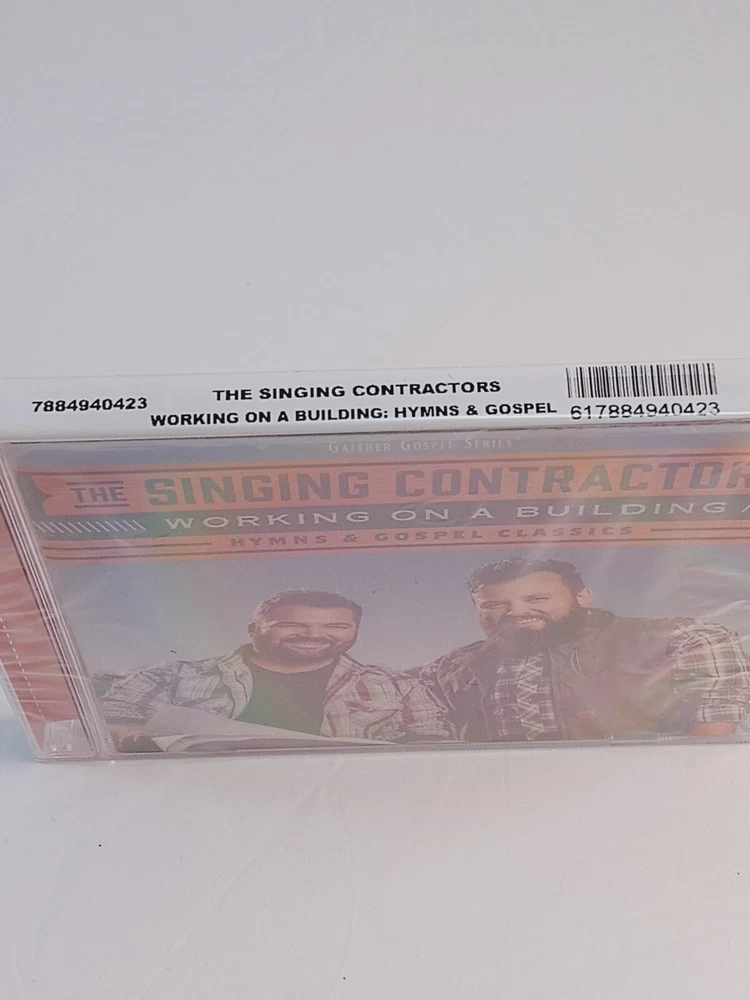 7884940423
THE SINGING CONTRACTORS
WORKING ON A BUILDING: HYMNS & GOSPEL
617884940423
GAITHER GOSPEL SERIES
THE SINGING CONTRACTOR
WORKING ON A BUILDING
HYMNS & GOSPEL CLASSICS